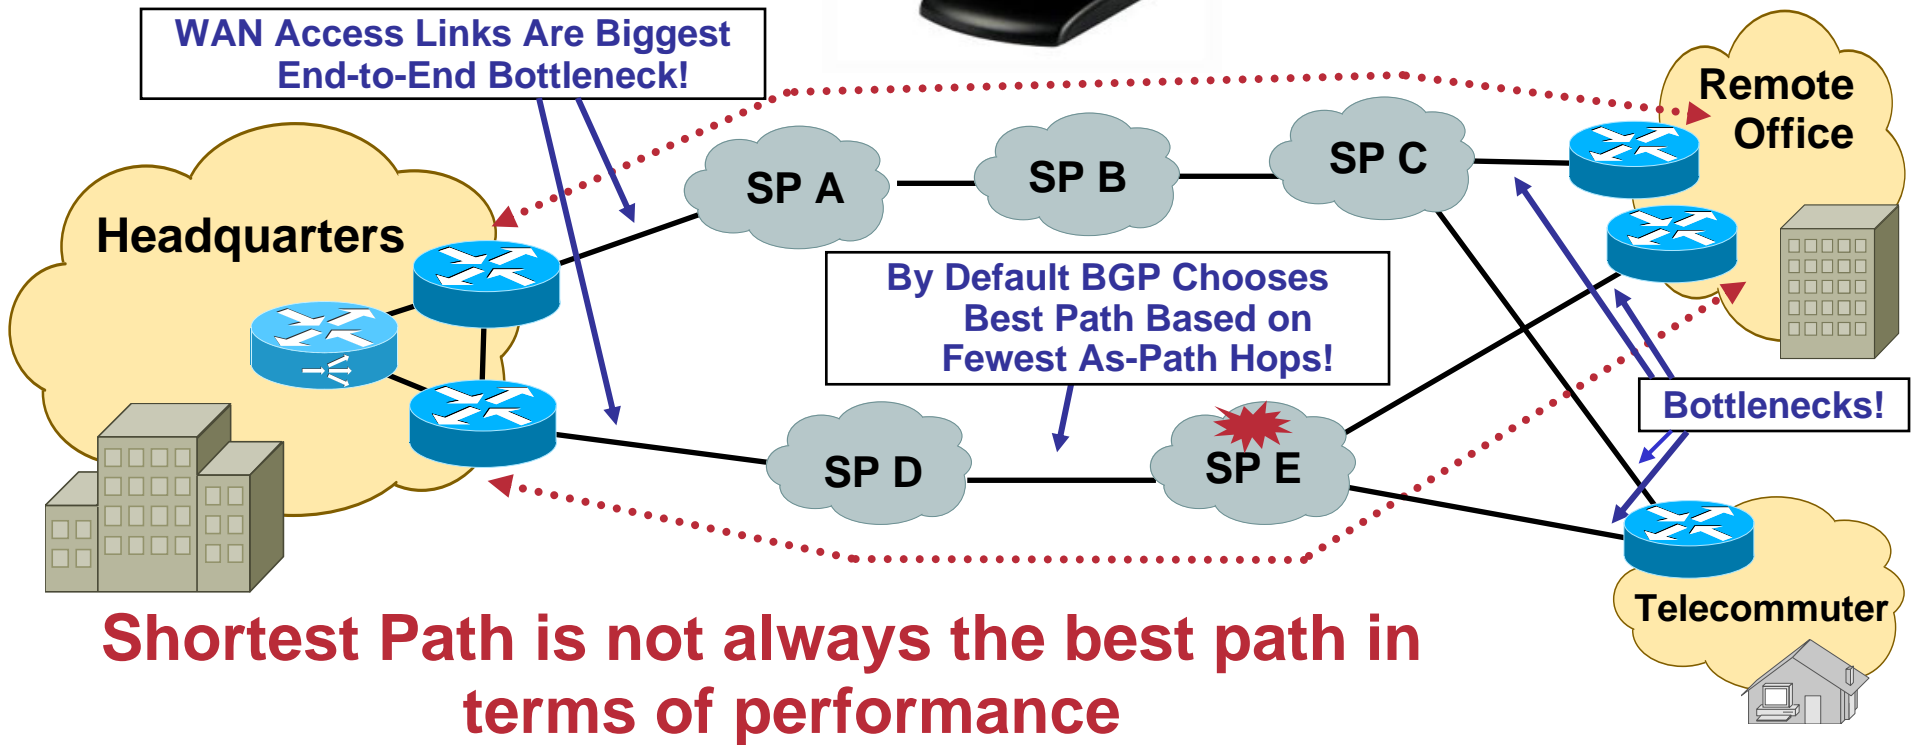 WAN Access Links Are Biggest
End-to-End Bottleneck!
Remote
Office
SP A
SP B
SP C
Headquarters
By Default BGP Chooses
Best Path Based on
Fewest As-Path Hops!
Bottlenecks!
SP D
SP E
Telecommuter
Shortest Path is not always the best path in
terms of performance